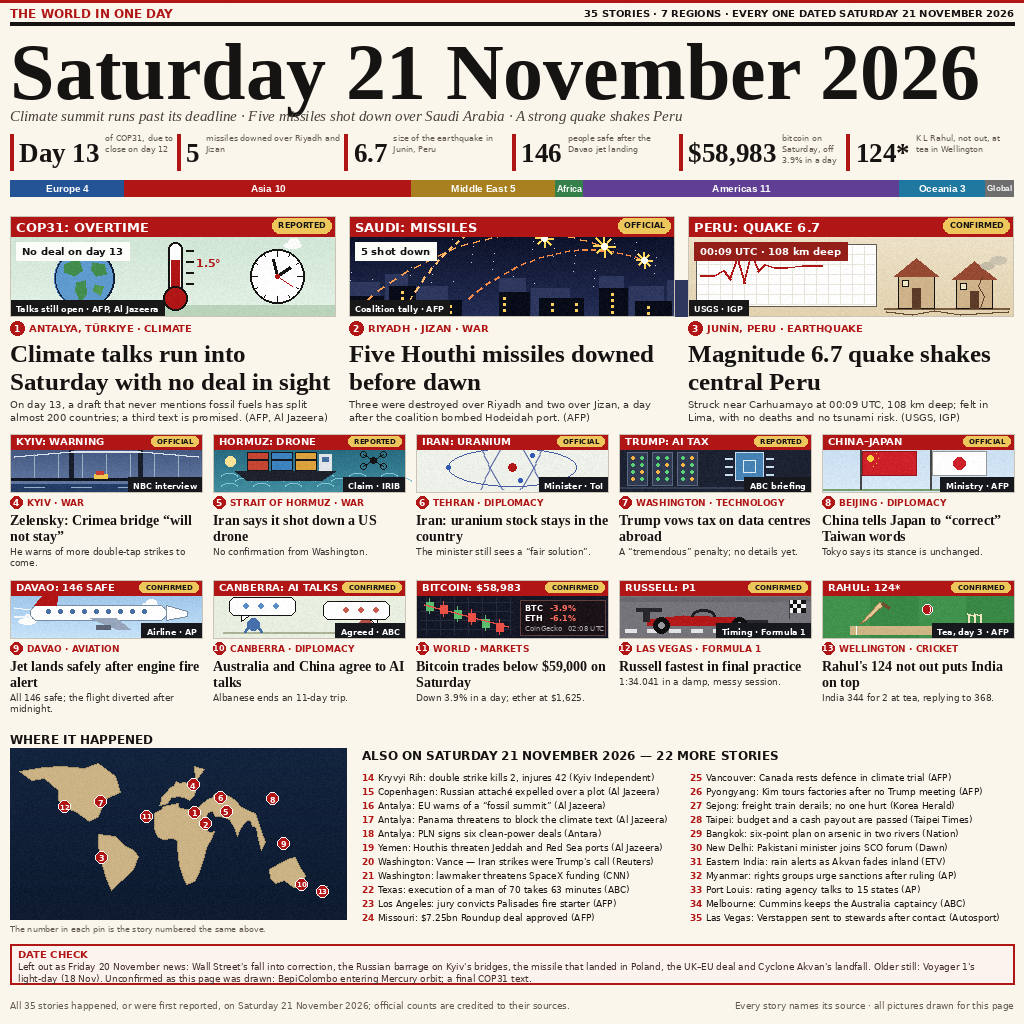 THE WORLD IN ONE DAY
35 STORIES · 7 REGIONS · EVERY ONE DATED SATURDAY 21 NOVEMBER 2026
Saturday 21 November 2026
Climate summit runs past its deadline · Five missiles shot down over Saudi Arabia · A strong quake shakes Peru
Day 13
of COP31, due to
close on day 12
5
missiles downed over Riyadh and
Jizan
6.7
size of the earthquake in
Junin, Peru
146
people safe after the
Davao jet landing
$58,983
bitcoin on
Saturday, off
3.9% in a day
124*
K L Rahul, not out, at
tea in Wellington
Europe 4
Asia 10
Middle East 5
Africa
Americas 11
Oceania 3
Global
COP31: OVERTIME
REPORTED
No deal on day 13
1.5°
Talks still open · AFP, Al Jazeera
1 ANTALYA, TÜRKIYE · CLIMATE
Climate talks run into
Saturday with no deal in sight
On day 13, a draft that never mentions fossil fuels has split
almost 200 countries; a third text is promised. (AFP, Al Jazeera)
SAUDI: MISSILES
OFFICIAL
5 shot down
Coalition tally · AFP
2 RIYADH · JIZAN · WAR
Five Houthi missiles downed
before dawn
Three were destroyed over Riyadh and two over Jizan, a day
after the coalition bombed Hodeidah port. (AFP)
PERU: QUAKE 6.7
CONFIRMED
00:09 UTC · 108 km deep
USGS · IGP
3 JUNÍN, PERU · EARTHQUAKE
Magnitude 6.7 quake shakes
central Peru
Struck near Carhuamayo at 00:09 UTC, 108 km deep; felt in
Lima, with no deaths and no tsunami risk. (USGS, IGP)
KYIV: WARNING
OFFICIAL
NBC interview
4 KYIV · WAR
Zelensky: Crimea bridge “will
not stay”
He warns of more double-tap strikes to
come.
HORMUZ: DRONE
REPORTED
Claim · IRIB
5 STRAIT OF HORMUZ · WAR
Iran says it shot down a US
drone
No confirmation from Washington.
IRAN: URANIUM
OFFICIAL
Minister · ToI
6 TEHRAN · DIPLOMACY
Iran: uranium stock stays in the
country
The minister still sees a “fair solution”.
TRUMP: AI TAX
REPORTED
ABC briefing
7 WASHINGTON · TECHNOLOGY
Trump vows tax on data centres
abroad
A “tremendous” penalty; no details yet.
CHINA–JAPAN
OFFICIAL
Ministry · AFP
8 BEIJING · DIPLOMACY
China tells Japan to “correct”
Taiwan words
Tokyo says its stance is unchanged.
DAVAO: 146 SAFE
CONFIRMED
Airline · AP
9 DAVAO · AVIATION
Jet lands safely after engine fire
alert
All 146 safe; the flight diverted after
midnight.
CANBERRA: AI TALKS
CONFIRMED
Agreed · ABC
10 CANBERRA · DIPLOMACY
Australia and China agree to AI
talks
Albanese ends an 11-day trip.
BITCOIN: $58,983
CONFIRMED
BTC -3.9%
ETH -6.1%
CoinGecko 02:08 UTC
11 WORLD · MARKETS
Bitcoin trades below $59,000 on
Saturday
Down 3.9% in a day; ether at $1,625.
RUSSELL: P1
CONFIRMED
Timing · Formula 1
12 LAS VEGAS · FORMULA 1
Russell fastest in final practice
1:34.041 in a damp, messy session.
RAHUL: 124*
CONFIRMED
Tea, day 3 · AFP
13 WELLINGTON · CRICKET
Rahul's 124 not out puts India
on top
India 344 for 2 at tea, replying to 368.
WHERE IT HAPPENED
12
7
11
3
4
1
6
2
5
8
9
10
13
The number in each pin is the story numbered the same above.
ALSO ON SATURDAY 21 NOVEMBER 2026 — 22 MORE STORIES
14 Kryvyi Rih: double strike kills 2, injures 42 (Kyiv Independent)
15 Copenhagen: Russian attaché expelled over a plot (Al Jazeera)
16 Antalya: EU warns of a “fossil summit” (Al Jazeera)
17 Antalya: Panama threatens to block the climate text (Al Jazeera)
18 Antalya: PLN signs six clean-power deals (Antara)
19 Yemen: Houthis threaten Jeddah and Red Sea ports (Al Jazeera)
20 Washington: Vance — Iran strikes were Trump's call (Reuters)
21 Washington: lawmaker threatens SpaceX funding (CNN)
22 Texas: execution of a man of 70 takes 63 minutes (ABC)
23 Los Angeles: jury convicts Palisades fire starter (AFP)
24 Missouri: $7.25bn Roundup deal approved (AFP)
25 Vancouver: Canada rests defence in climate trial (AFP)
26 Pyongyang: Kim tours factories after no Trump meeting (AFP)
27 Sejong: freight train derails; no one hurt (Korea Herald)
28 Taipei: budget and a cash payout are passed (Taipei Times)
29 Bangkok: six-point plan on arsenic in two rivers (Nation)
30 New Delhi: Pakistani minister joins SCO forum (Dawn)
31 Eastern India: rain alerts as Akvan fades inland (ETV)
32 Myanmar: rights groups urge sanctions after ruling (AP)
33 Port Louis: rating agency talks to 15 states (AP)
34 Melbourne: Cummins keeps the Australia captaincy (ABC)
35 Las Vegas: Verstappen sent to stewards after contact (Autosport)
DATE CHECK
Left out as Friday 20 November news: Wall Street's fall into correction, the Russian barrage on Kyiv's bridges, the missile that landed in Poland, the UK–EU deal and Cyclone Akvan's landfall. Older still: Voyager 1's
light-day (18 Nov). Unconfirmed as this page was drawn: BepiColombo entering Mercury orbit; a final COP31 text.
All 35 stories happened, or were first reported, on Saturday 21 November 2026; official counts are credited to their sources.
Every story names its source · all pictures drawn for this page